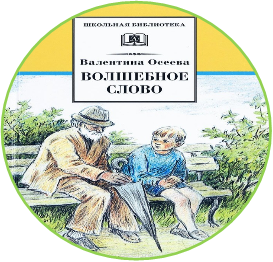 ШКОЛЬНАЯ БИБЛИОТЕКА
Валентина Осеева
ВОЛШЕБНОЕ
СЛОВО